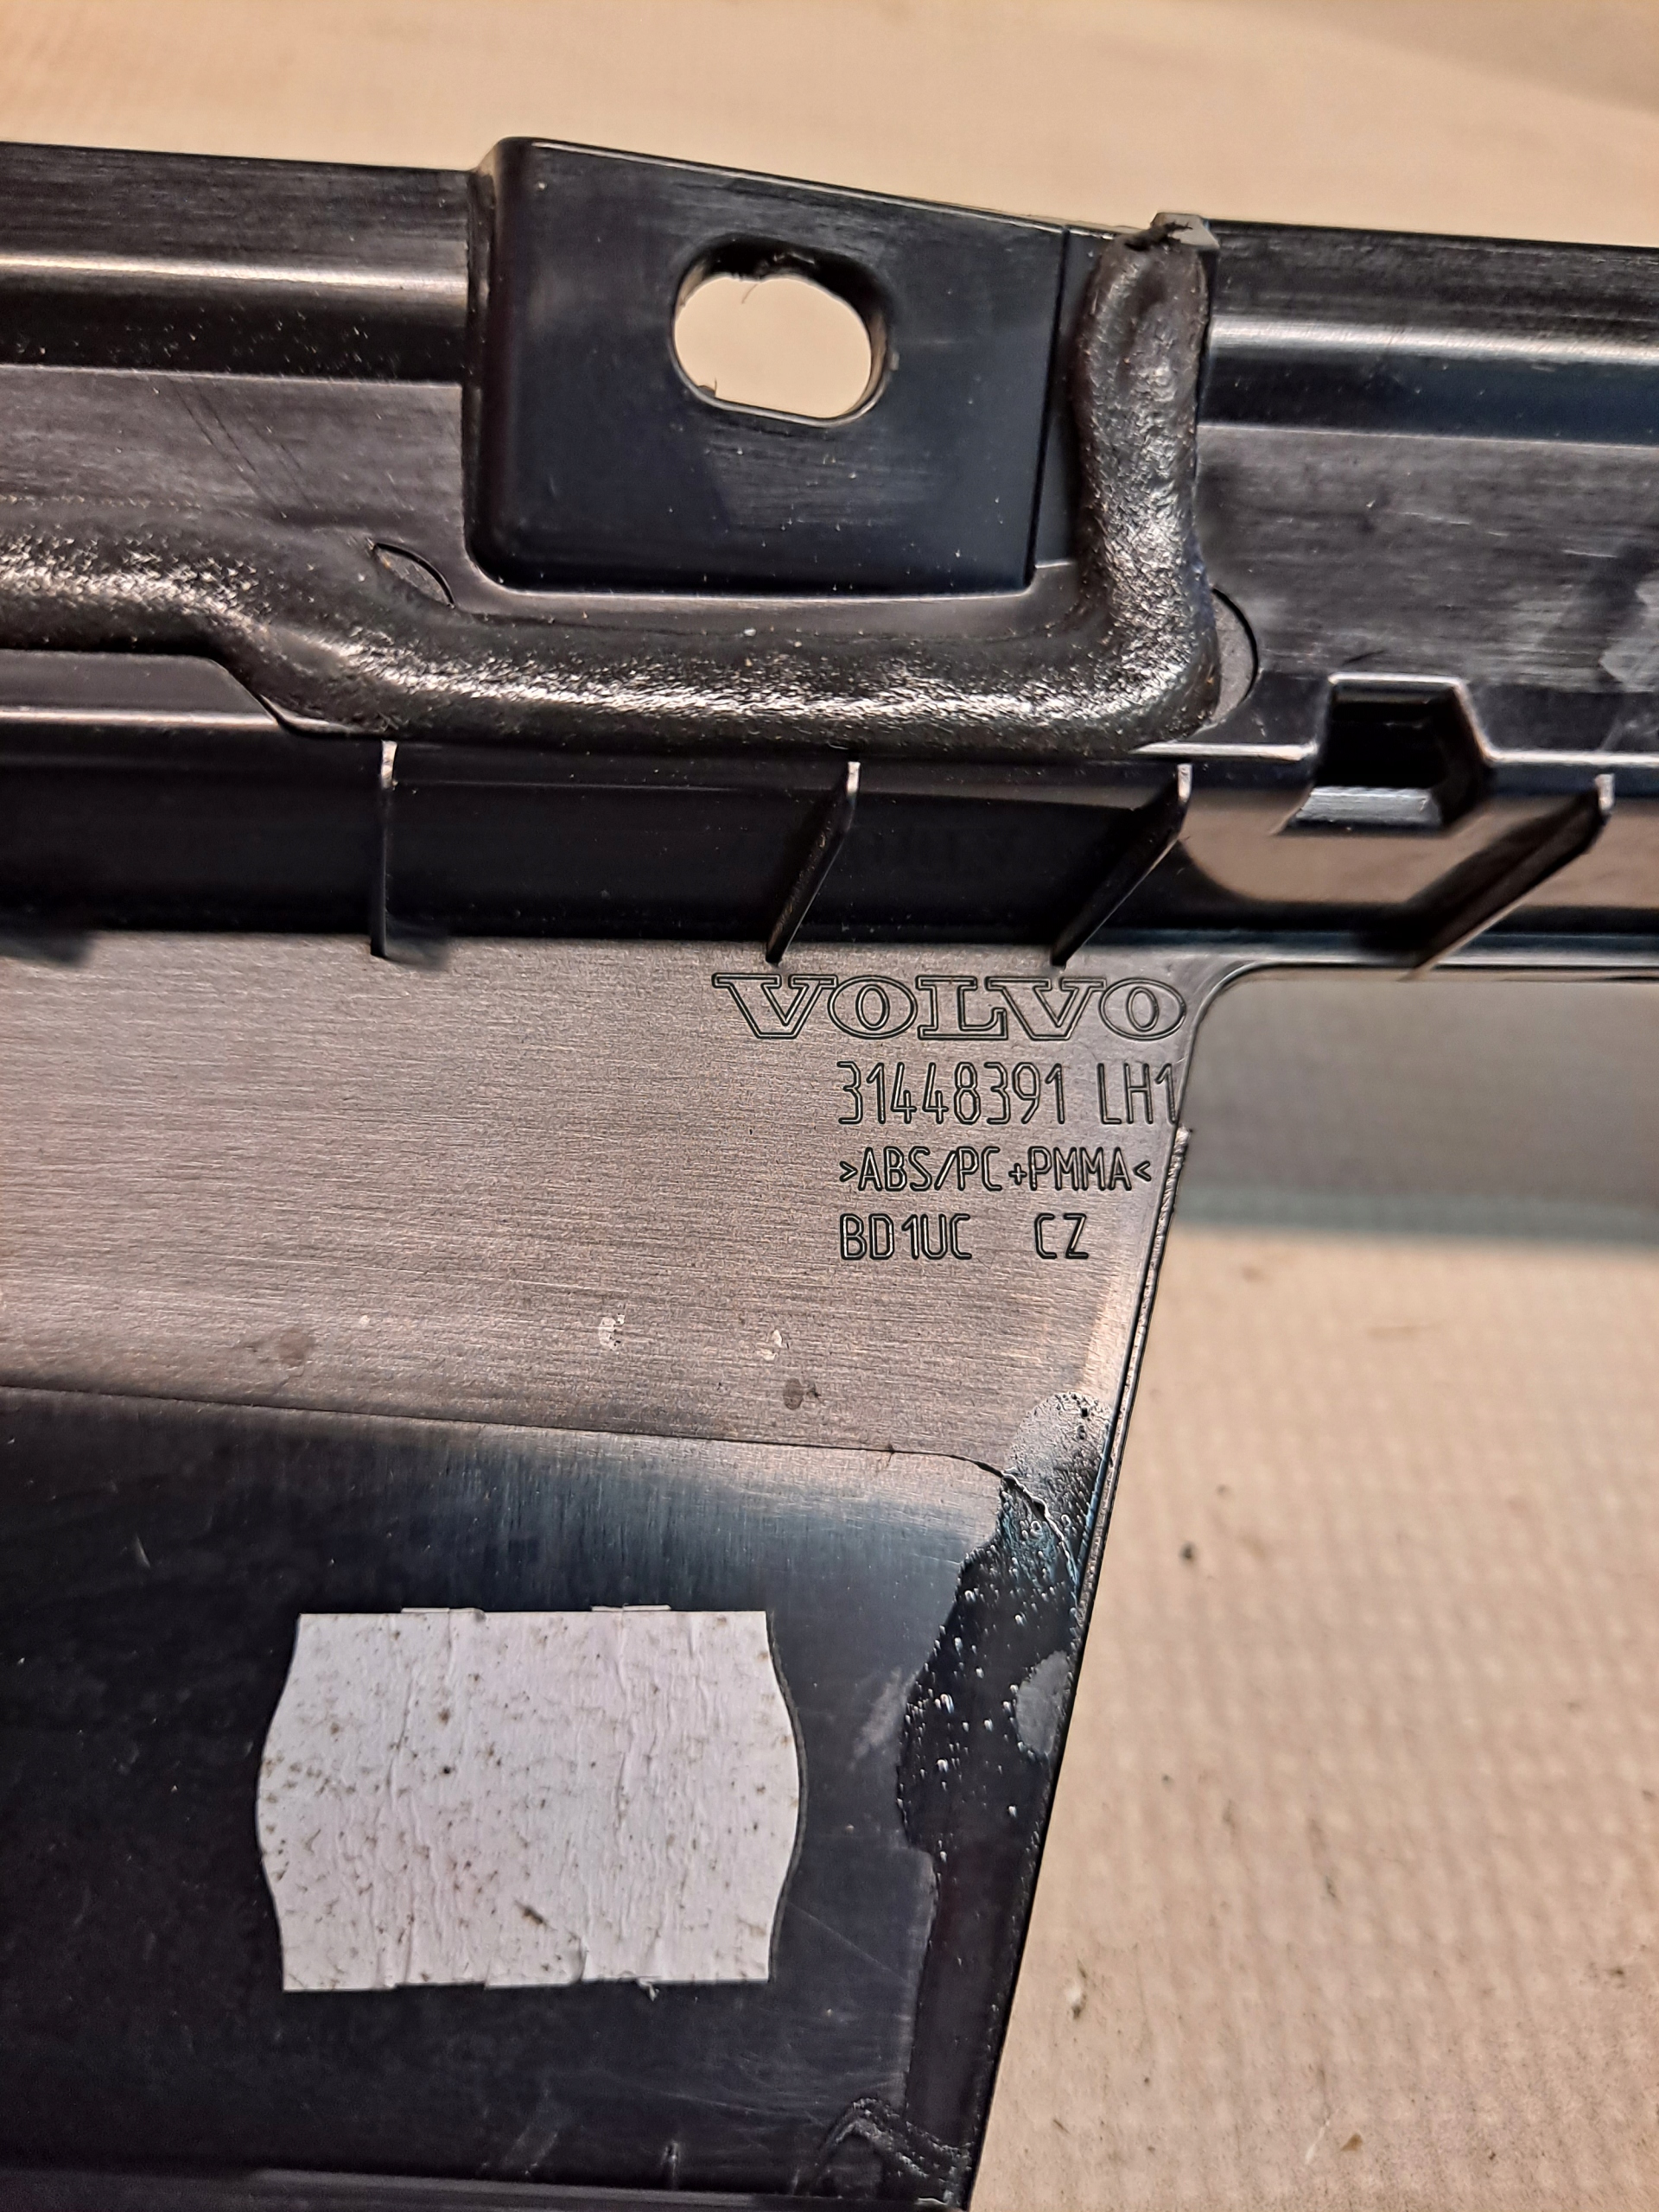 VOLVO
31448391 LH1
>ABS/PC+PMMA<
BD1UC CZ